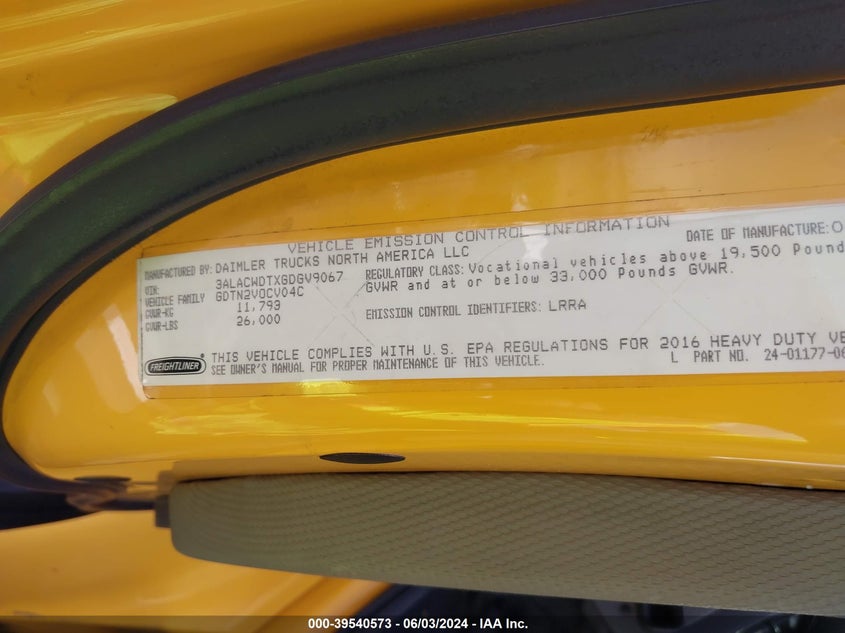 VEHICLE EMISSION CONTROL INFORMATION
MANUFACTURED BY: DAIMLER TRUCKS NORTH AMERICA LLC
DATE OF MANUFACTURE:
VIN: 3ALACWDTXGDGV9067
VEHICLE FAMILY GDTN2VOCV04C
GVWR-KG 11,793
GVWR-LBS 26,000
REGULATORY CLASS: Vocational vehicles above 19,500
GVWR and at or below 33,000 Pounds GVWR.
EMISSION CONTROL IDENTIFIERS: LRRA
FREIGHTLINER
THIS VEHICLE COMPLIES WITH U.S. EPA REGULATIONS FOR 2016 HEAVY DUTY
SEE OWNER'S MANUAL FOR PROPER MAINTENANCE OF THIS VEHICLE.
L PART NO. 24-01177-0
000-39540573 - 06/03/2024 - IAA Inc.